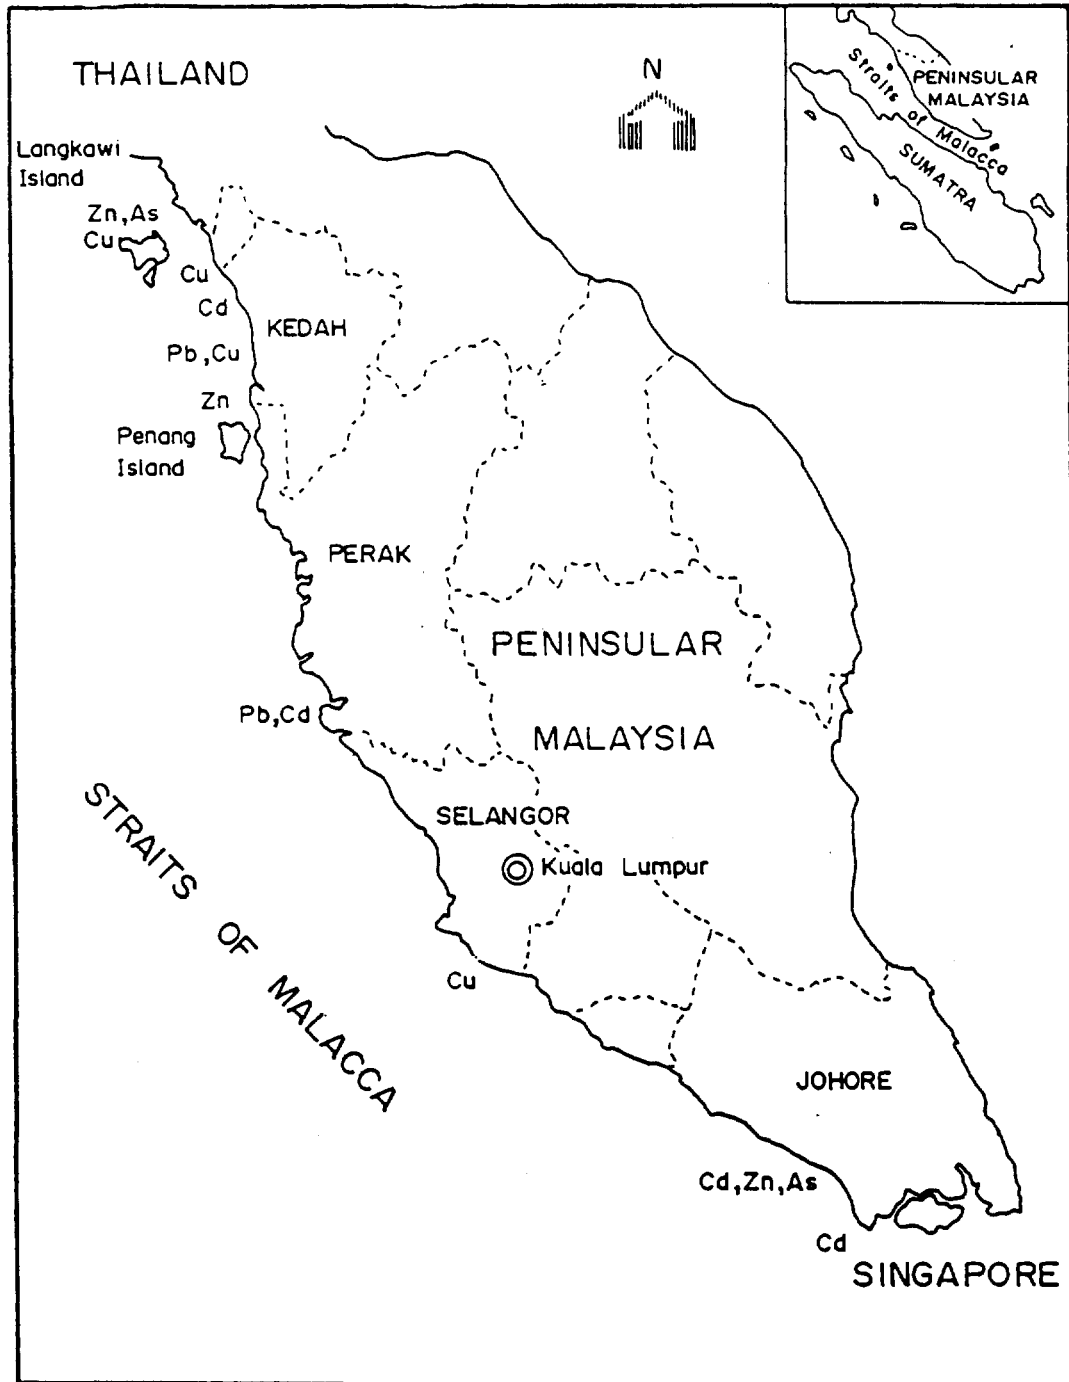 THAILAND
N
Langkawi
Island
Zn,As
Cu
Cu
Cd
KEDAH
Pb,Cu
Zn
Penang
Island
PERAK
PENINSULAR
MALAYSIA
Pb,Cd
SELANGOR
Kuala Lumpur
STRAITS OF MALACCA
Cu
JOHORE
Cd,Zn,As
Cd
SINGAPORE
PENINSULAR
MALAYSIA
Straits of Malacca
SUMATRA